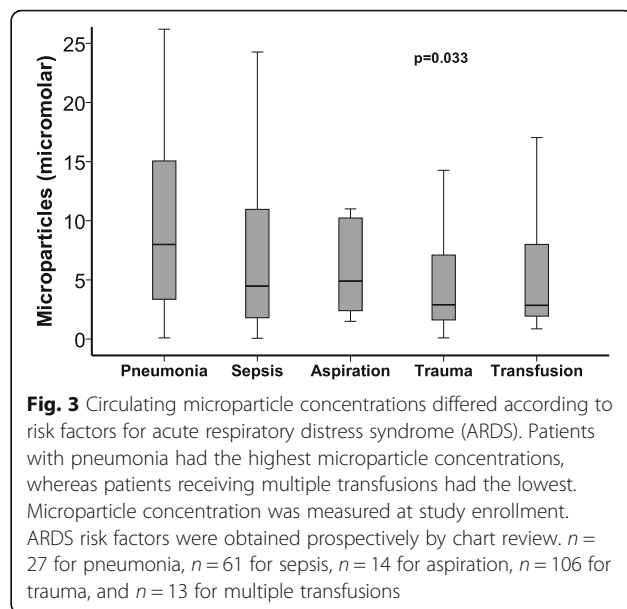 25
20
15
10
5
0
Microparticles (micromolar)
p=0.033
Pneumonia Sepsis Aspiration Trauma Transfusion
Fig. 3 Circulating microparticle concentrations differed according to
risk factors for acute respiratory distress syndrome (ARDS). Patients
with pneumonia had the highest microparticle concentrations,
whereas patients receiving multiple transfusions had the lowest.
Microparticle concentration was measured at study enrollment.
ARDS risk factors were obtained prospectively by chart review. n =
27 for pneumonia, n = 61 for sepsis, n = 14 for aspiration, n = 106 for
trauma, and n = 13 for multiple transfusions